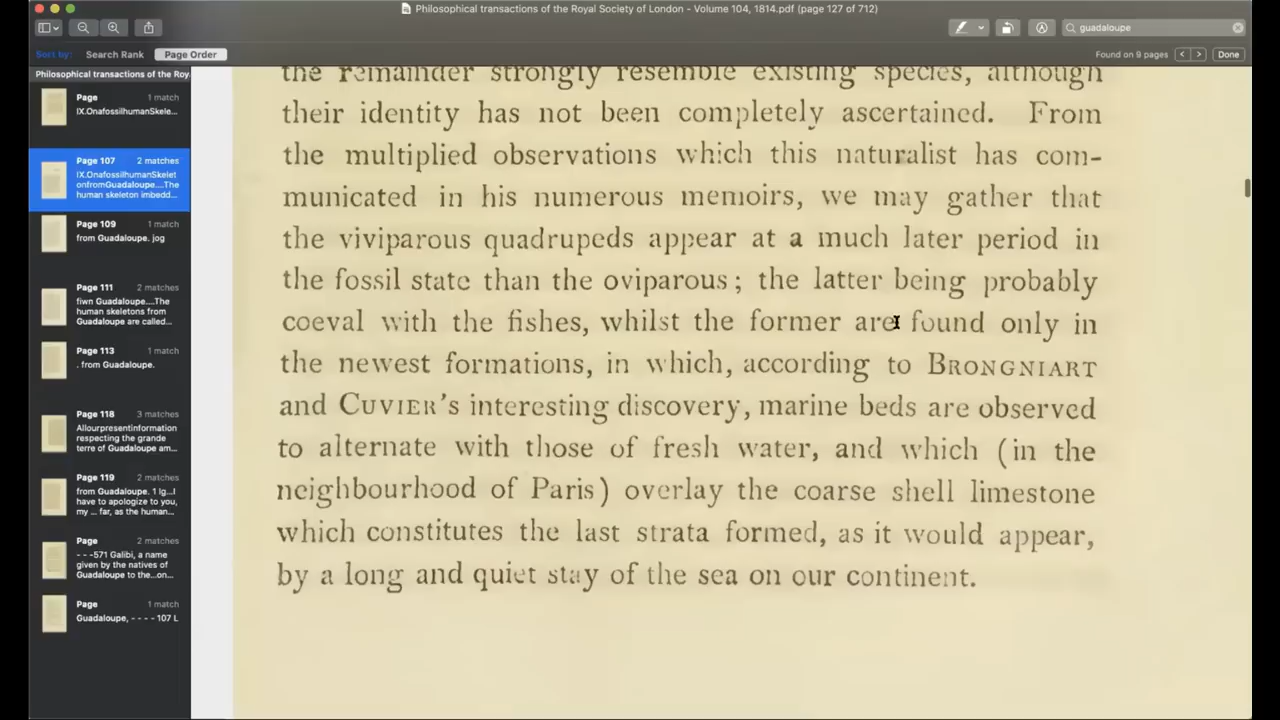 Philosophical transactions of the Royal Society of London - Volume 104, 1814.pdf (page 127 of 712)
guadaloupe
Sort by:
Search Rank
Page Order
Found on 9 pages
Done
Philosophical transactions of the Roy
Page 1 match
IX.OnafossilhumanSkele...
Page 107 2 matches
IX.OnafossilhumanSkelet
onfromGuadaloupe....The
human skeleton imbedd...
Page 109 1 match
from Guadaloupe. jog
Page 111 2 matches
fiwn Guadaloupe....The
human skeletons from
Guadaloupe are called...
Page 113 1 match
. from Guadaloupe.
Page 118 3 matches
Allourpresentinformation
respecting the grande
terre of Guadaloupe am...
Page 119 2 matches
from Guadaloupe. 1 Ig...I
have to apologize to you,
my ... far, as the human...
Page 2 matches
- - -571 Galibi, a name
given by the natives of
Guadaloupe to the...on...
Page 1 match
Guadaloupe, - - - - 107 L
the remainder strongly resemble existing species, although
their identity has not been completely ascertained. From
the multiplied observations which this naturalist has com-
municated in his numerous memoirs, we may gather that
the viviparous quadrupeds appear at a much later period in
the fossil state than the oviparous; the latter being probably
coeval with the fishes, whilst the former are found only in
the newest formations, in which, according to BRONGNIART
and CUVIER'S interesting discovery, marine beds are observed
to alternate with those of fresh water, and which (in the
neighbourhood of Paris) overlay the coarse shell limestone
which constitutes the last strata formed, as it would appear,
by a long and quiet stay of the sea on our continent.